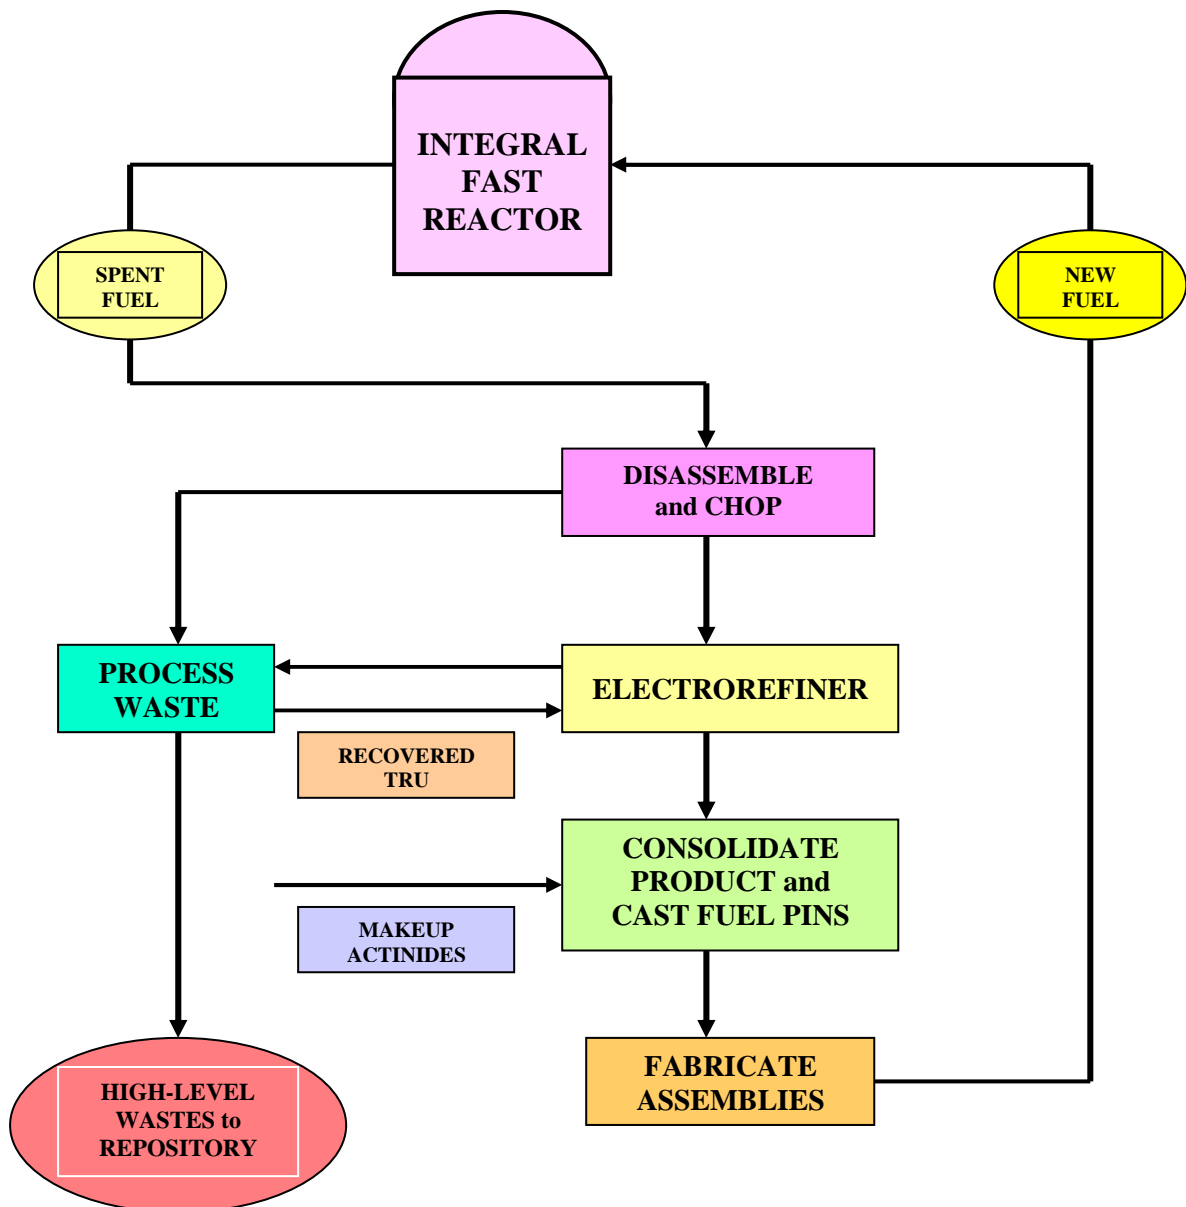 INTEGRAL
FAST
REACTOR
SPENT
FUEL
NEW
FUEL
DISASSEMBLE
and CHOP
PROCESS
WASTE
ELECTROREFINER
RECOVERED
TRU
CONSOLIDATE
PRODUCT and
CAST FUEL PINS
MAKEUP
ACTINIDES
FABRICATE
ASSEMBLIES
HIGH-LEVEL
WASTES to
REPOSITORY